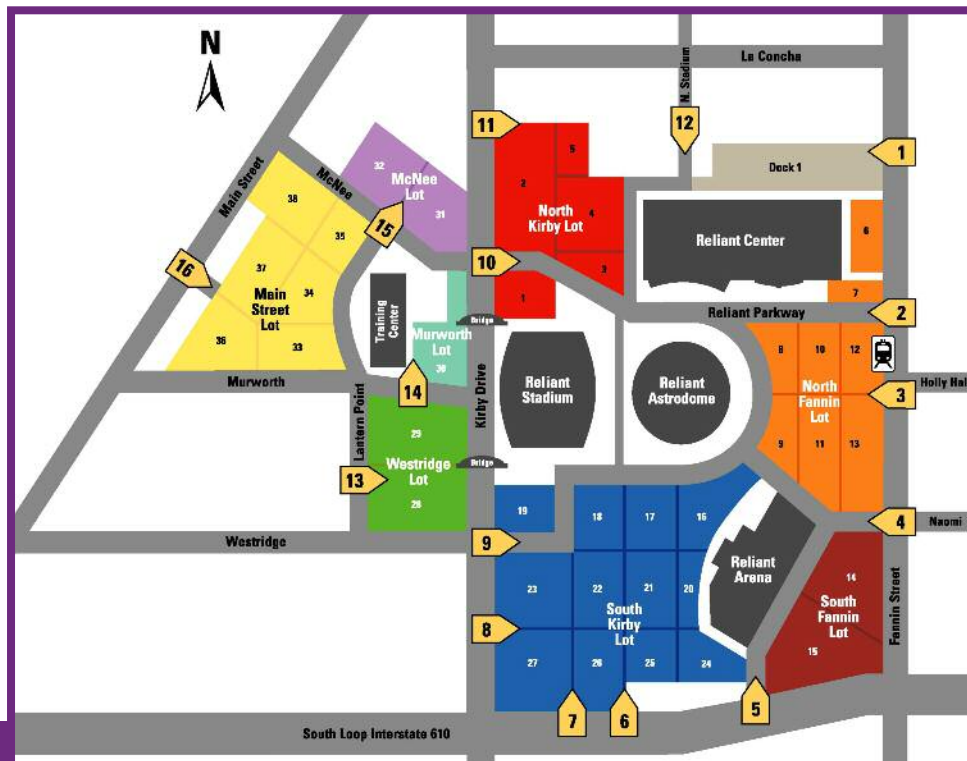 N
La Concha
N. Stadium
11
12
1
Dock 1
Main Street
McNee
32
McNee
Lot
31
15
5
2
4
North
Kirby Lot
3
1
10
Reliant Center
6
7
38
35
16
37
34
Main
Street
Lot
36
33
Training
Center
Bridge
Murworth
Lot
30
14
Kirby Drive
Reliant Parkway
2
Reliant
Stadium
Reliant
Astrodome
8
10
12
North
Fannin
Lot
9
11
13
3
Holly Hal
Murworth
Lantern Point
29
Westridge
Lot
28
13
Bridge
19
18
17
16
4
Naomi
Westridge
9
Reliant
Arena
23
22
21
20
South
Kirby
Lot
8
27
26
25
24
14
South
Fannin
Lot
15
Fannin Street
7
6
5
South Loop Interstate 610